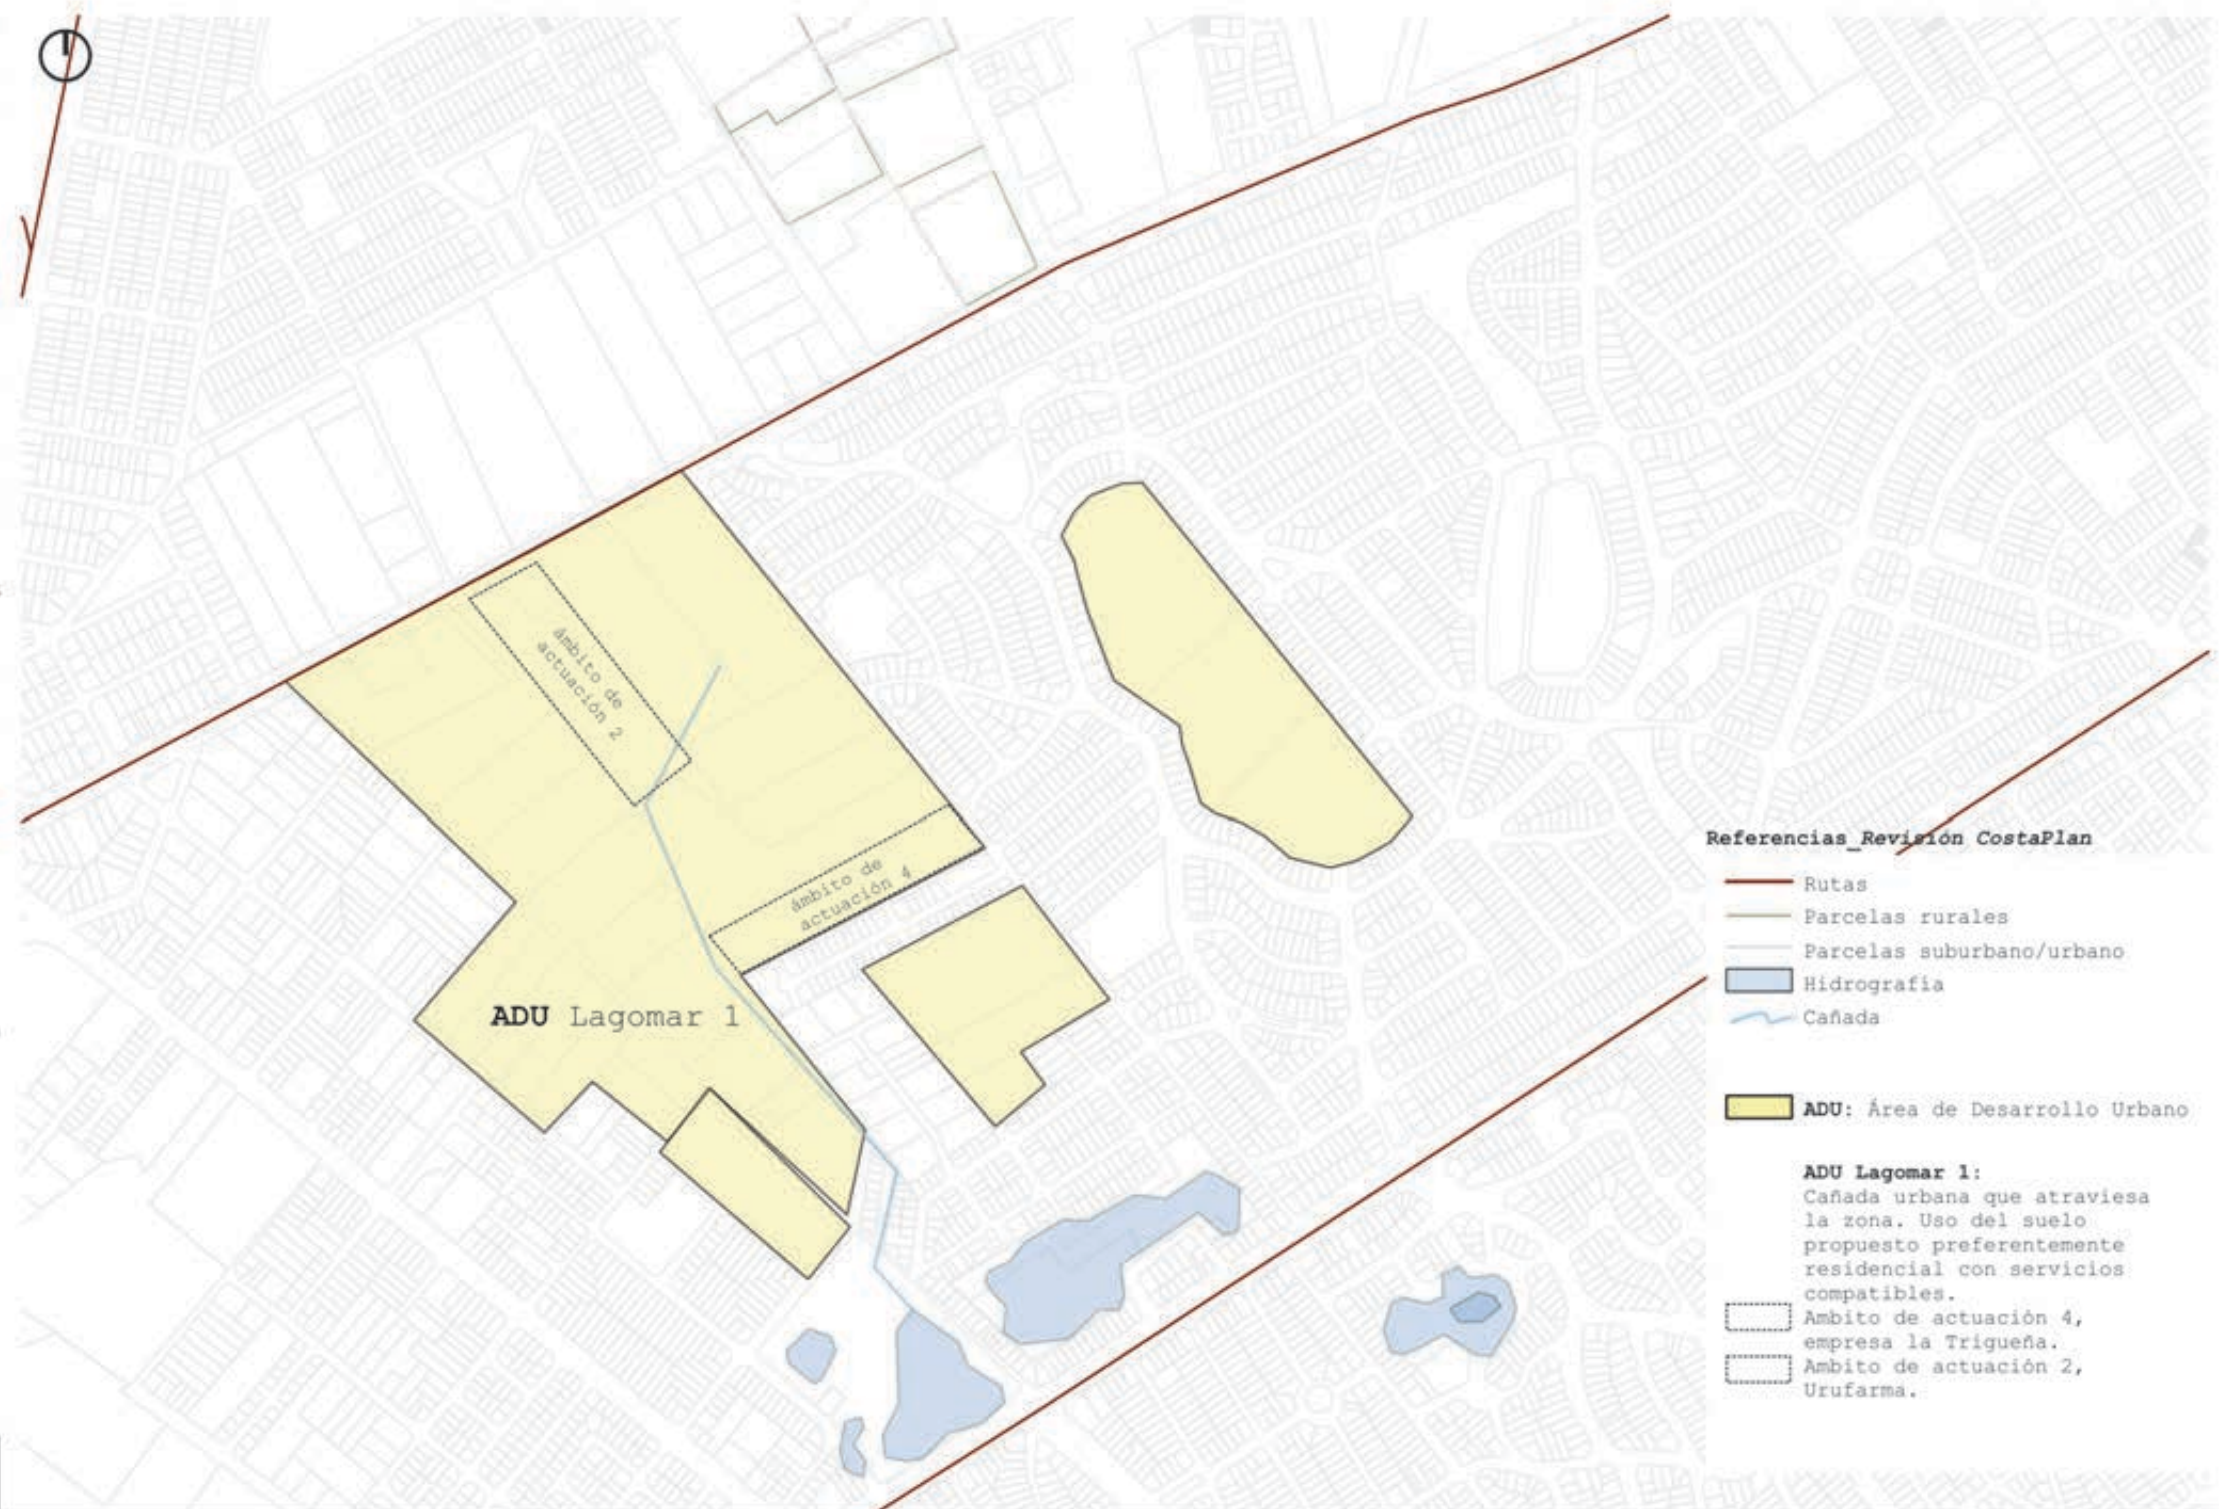 ámbito de
actuación 2
ámbito de
actuación 4
ADU Lagomar 1
Referencias_Revisión CostaPlan
Rutas
Parcelas rurales
Parcelas suburbano/urbano
Hidrografía
Cañada
ADU: Área de Desarrollo Urbano
ADU Lagomar 1:
Cañada urbana que atraviesa
la zona. Uso del suelo
propuesto preferentemente
residencial con servicios
compatibles.
Ambito de actuación 4,
empresa la Trigueña.
Ambito de actuación 2,
Urufarma.